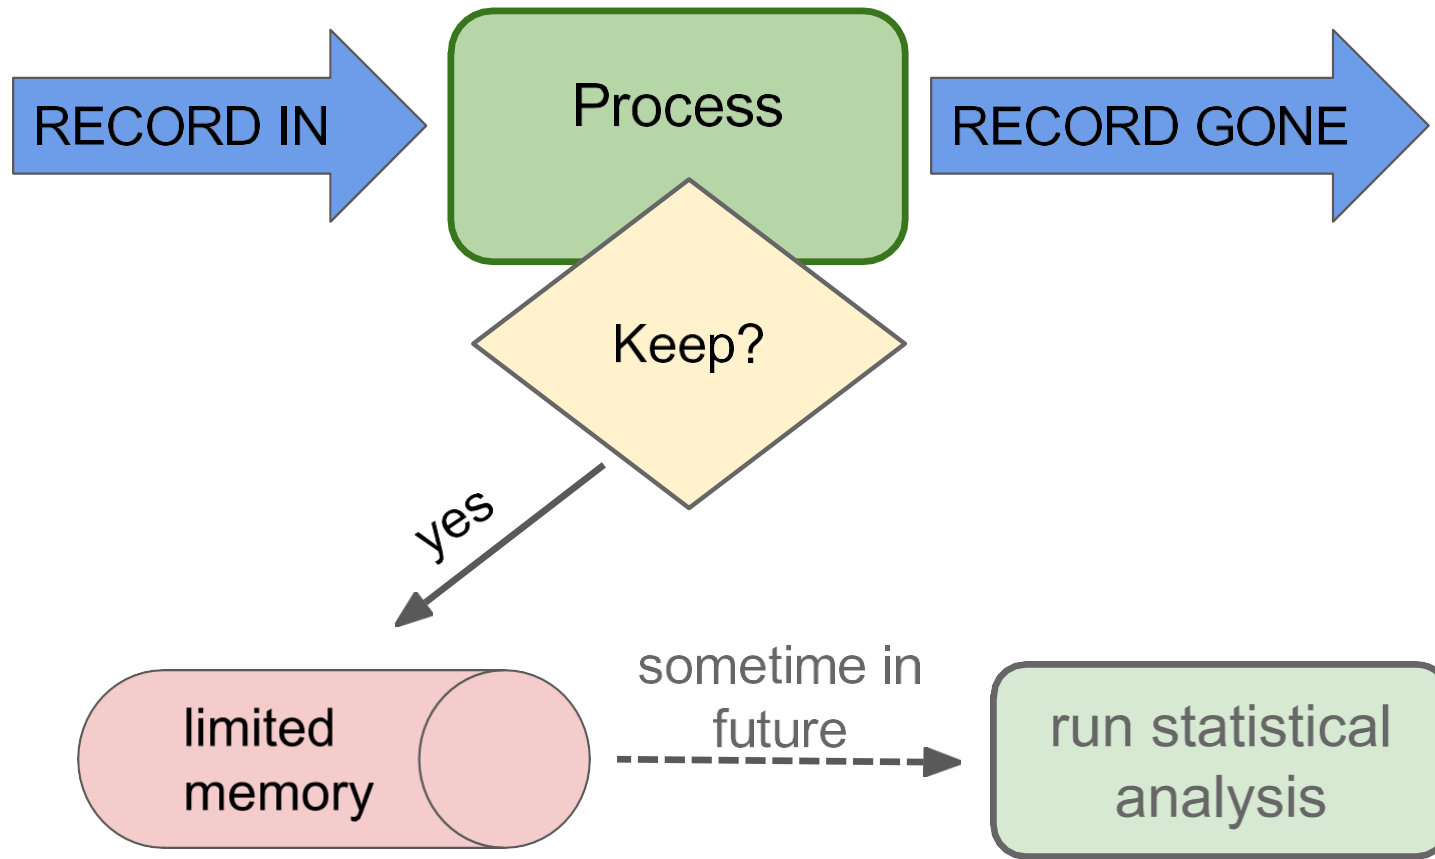 RECORD IN
Process
RECORD GONE
Keep?
yes
limited
memory
sometime in
future
run statistical
analysis